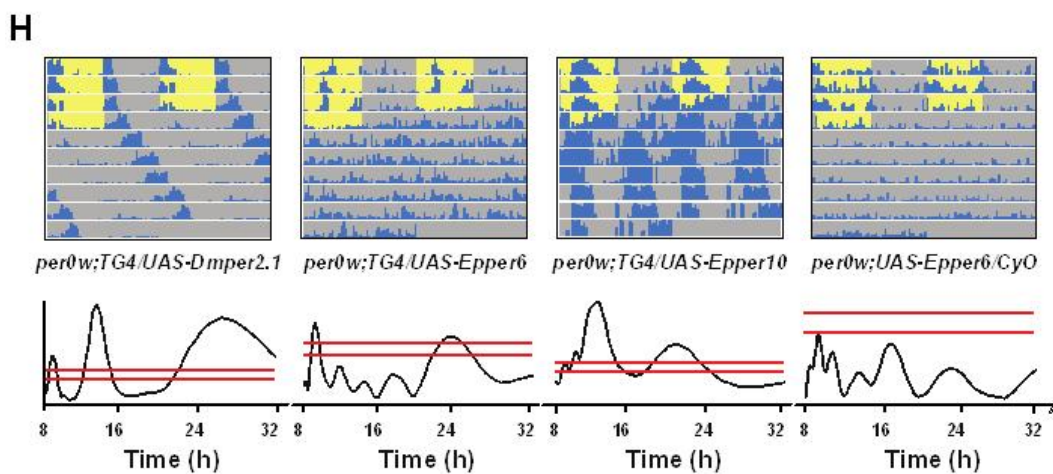 H
per0w;TG4/UAS-Dmper2.1
per0w;TG4/UAS-Epper6
per0w;TG4/UAS-Epper10
per0w;UAS-Epper6/CyO
8 16 24 32
8 16 24 32
8 16 24 32
8 16 24 32
Time (h)
Time (h)
Time (h)
Time (h)